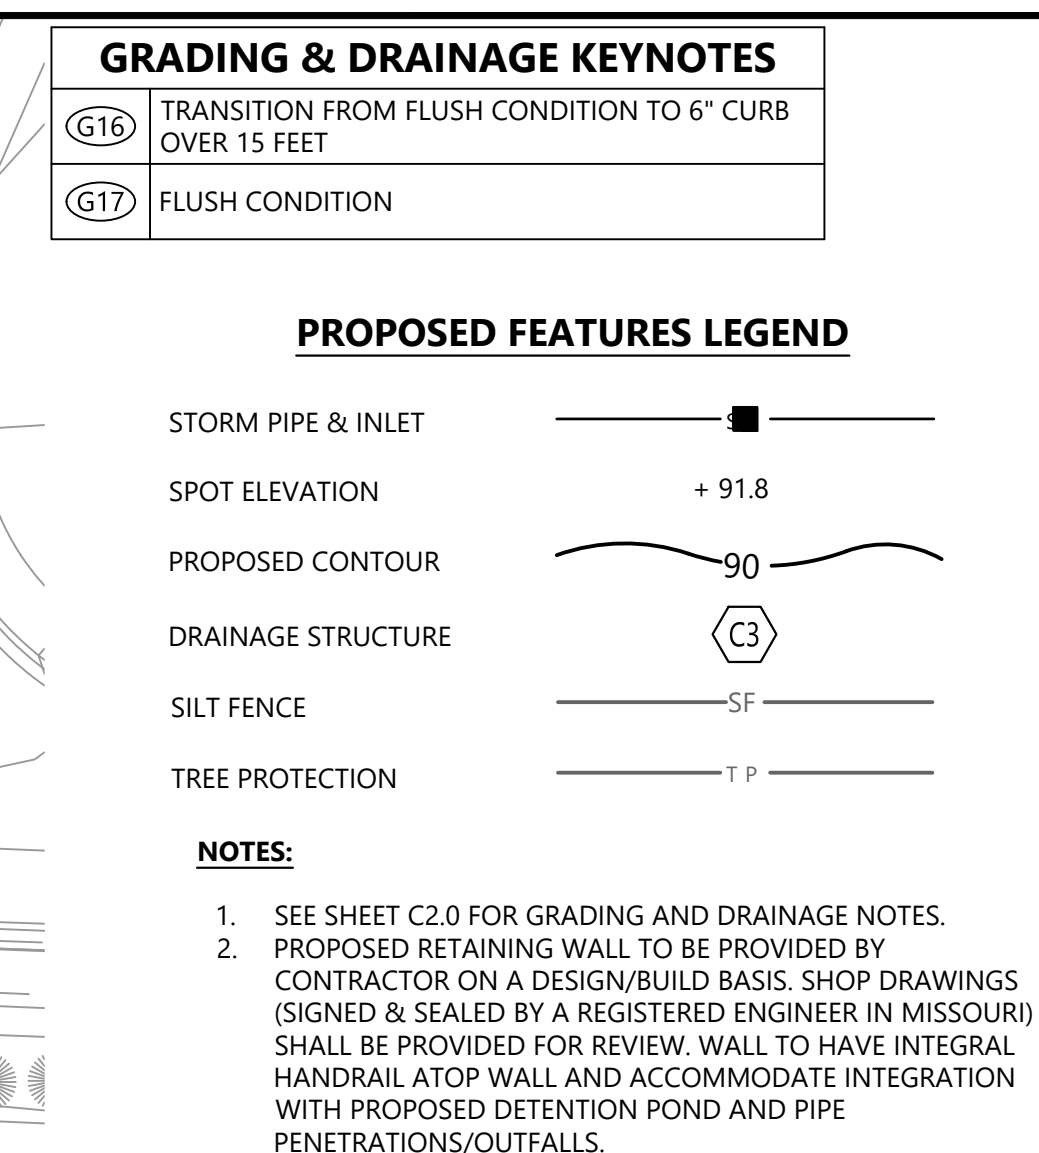 GRADING & DRAINAGE KEYNOTES
G16 TRANSITION FROM FLUSH CONDITION TO 6" CURB
OVER 15 FEET
G17 FLUSH CONDITION
PROPOSED FEATURES LEGEND
STORM PIPE & INLET
SPOT ELEVATION + 91.8
PROPOSED CONTOUR 90
DRAINAGE STRUCTURE C3
SILT FENCE SF
TREE PROTECTION T P
NOTES:
1. SEE SHEET C2.0 FOR GRADING AND DRAINAGE NOTES.
2. PROPOSED RETAINING WALL TO BE PROVIDED BY
CONTRACTOR ON A DESIGN/BUILD BASIS. SHOP DRAWINGS
(SIGNED & SEALED BY A REGISTERED ENGINEER IN MISSOURI)
SHALL BE PROVIDED FOR REVIEW. WALL TO HAVE INTEGRAL
HANDRAIL ATOP WALL AND ACCOMMODATE INTEGRATION
WITH PROPOSED DETENTION POND AND PIPE
PENETRATIONS/OUTFALLS.